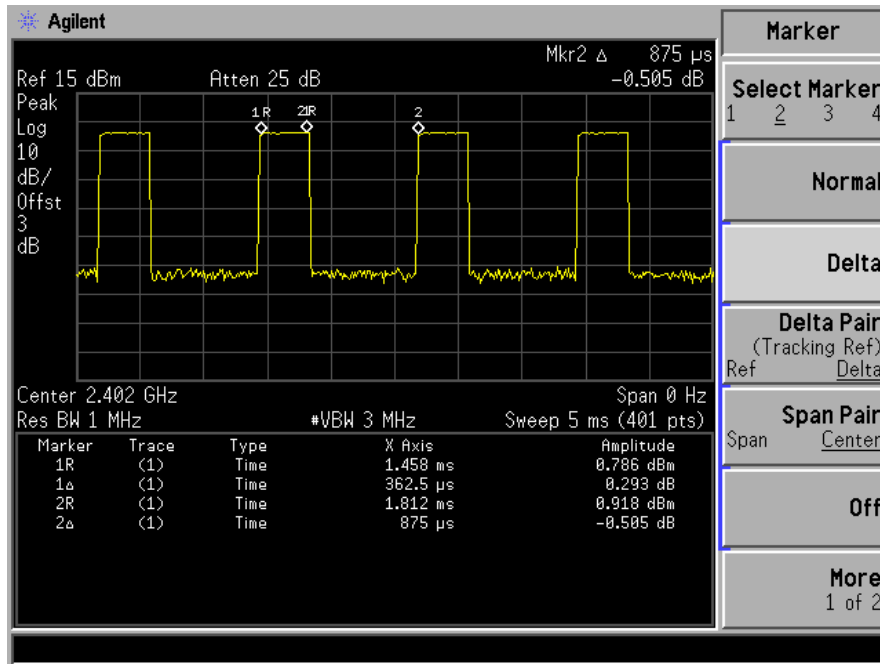 Agilent
Mkr2 Δ 875 µs
Ref 15 dBm Atten 25 dB −0.505 dB
Peak
Log
10
dB/
Offst
3
dB
1R 2 1R 2
Center 2.402 GHz Span 0 Hz
Res BW 1 MHz #VBW 3 MHz Sweep 5 ms (401 pts)
Marker Trace Type X Axis Amplitude
1R (1) Time 1.458 ms 0.786 dBm
1Δ (1) Time 362.5 µs 0.293 dB
2R (1) Time 1.812 ms 0.918 dBm
2Δ (1) Time 875 µs −0.505 dB
Marker
Select Marker
1 2 3 4
Normal
Delta
Delta Pair
(Tracking Ref)
Ref Delta
Span Pair
Span Center
Off
More
1 of 2